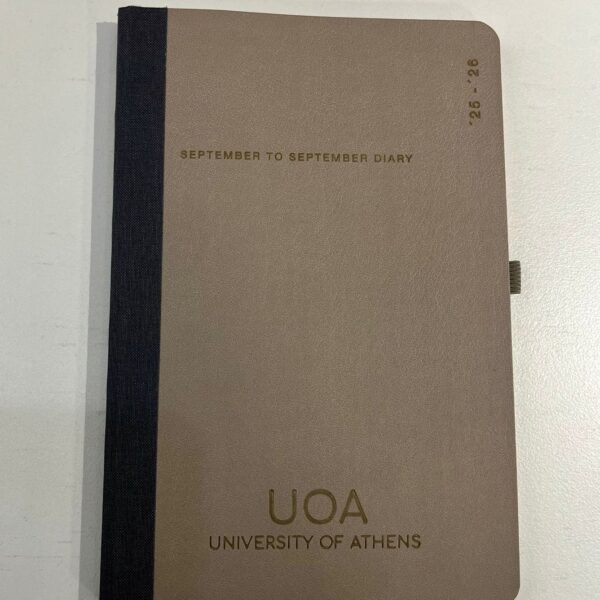 '25 - '26
SEPTEMBER TO SEPTEMBER DIARY
UOA
UNIVERSITY OF ATHENS